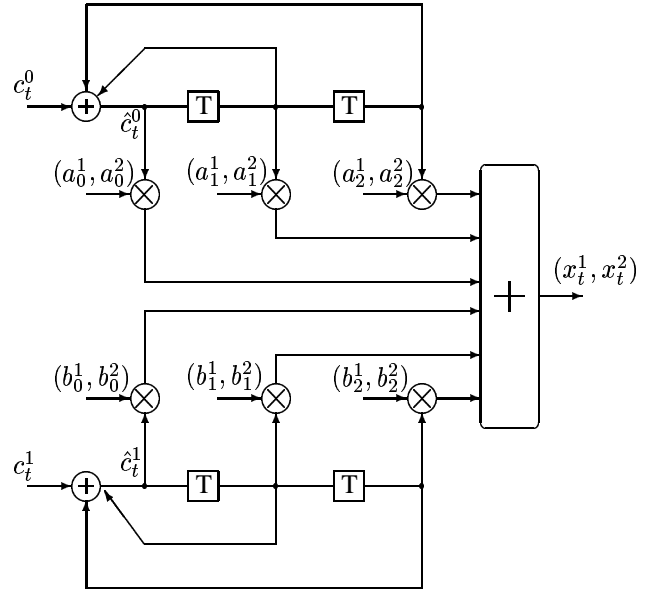 c_t^0
+
T
T
ĉ_t^0
(a_0^1, a_0^2)
(a_1^1, a_1^2)
(a_2^1, a_2^2)
+
(x_t^1, x_t^2)
(b_0^1, b_0^2)
(b_1^1, b_1^2)
(b_2^1, b_2^2)
c_t^1
+
ĉ_t^1
T
T